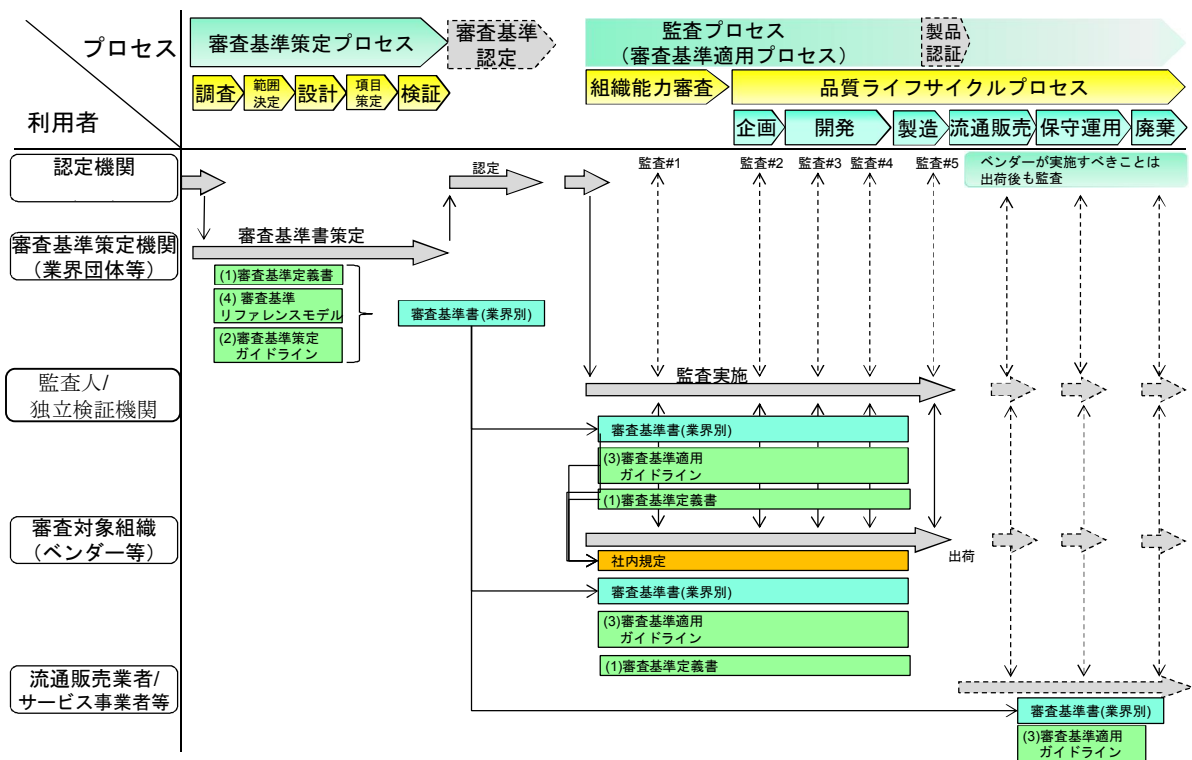 プロセス
利用者
審査基準策定プロセス
審査基準
認定
監査プロセス
(審査基準適用プロセス)
製品
認証
調査
範囲
決定
設計
項目
策定
検証
組織能力審査
品質ライフサイクルプロセス
企画
開発
製造
流通販売
保守運用
廃棄
認定機関
認定
監査#1
監査#2
監査#3
監査#4
監査#5
ベンダーが実施すべきことは
出荷後も監査
審査基準策定機関
(業界団体等)
審査基準書策定
(1)審査基準定義書
(4) 審査基準
リファレンスモデル
(2)審査基準策定
ガイドライン
審査基準書(業界別)
監査人/
独立検証機関
監査実施
審査基準書(業界別)
(3)審査基準適用
ガイドライン
(1)審査基準定義書
審査対象組織
(ベンダー等)
出荷
社内規定
審査基準書(業界別)
(3)審査基準適用
ガイドライン
(1)審査基準定義書
流通販売業者/
サービス事業者等
審査基準書(業界別)
(3)審査基準適用
ガイドライン